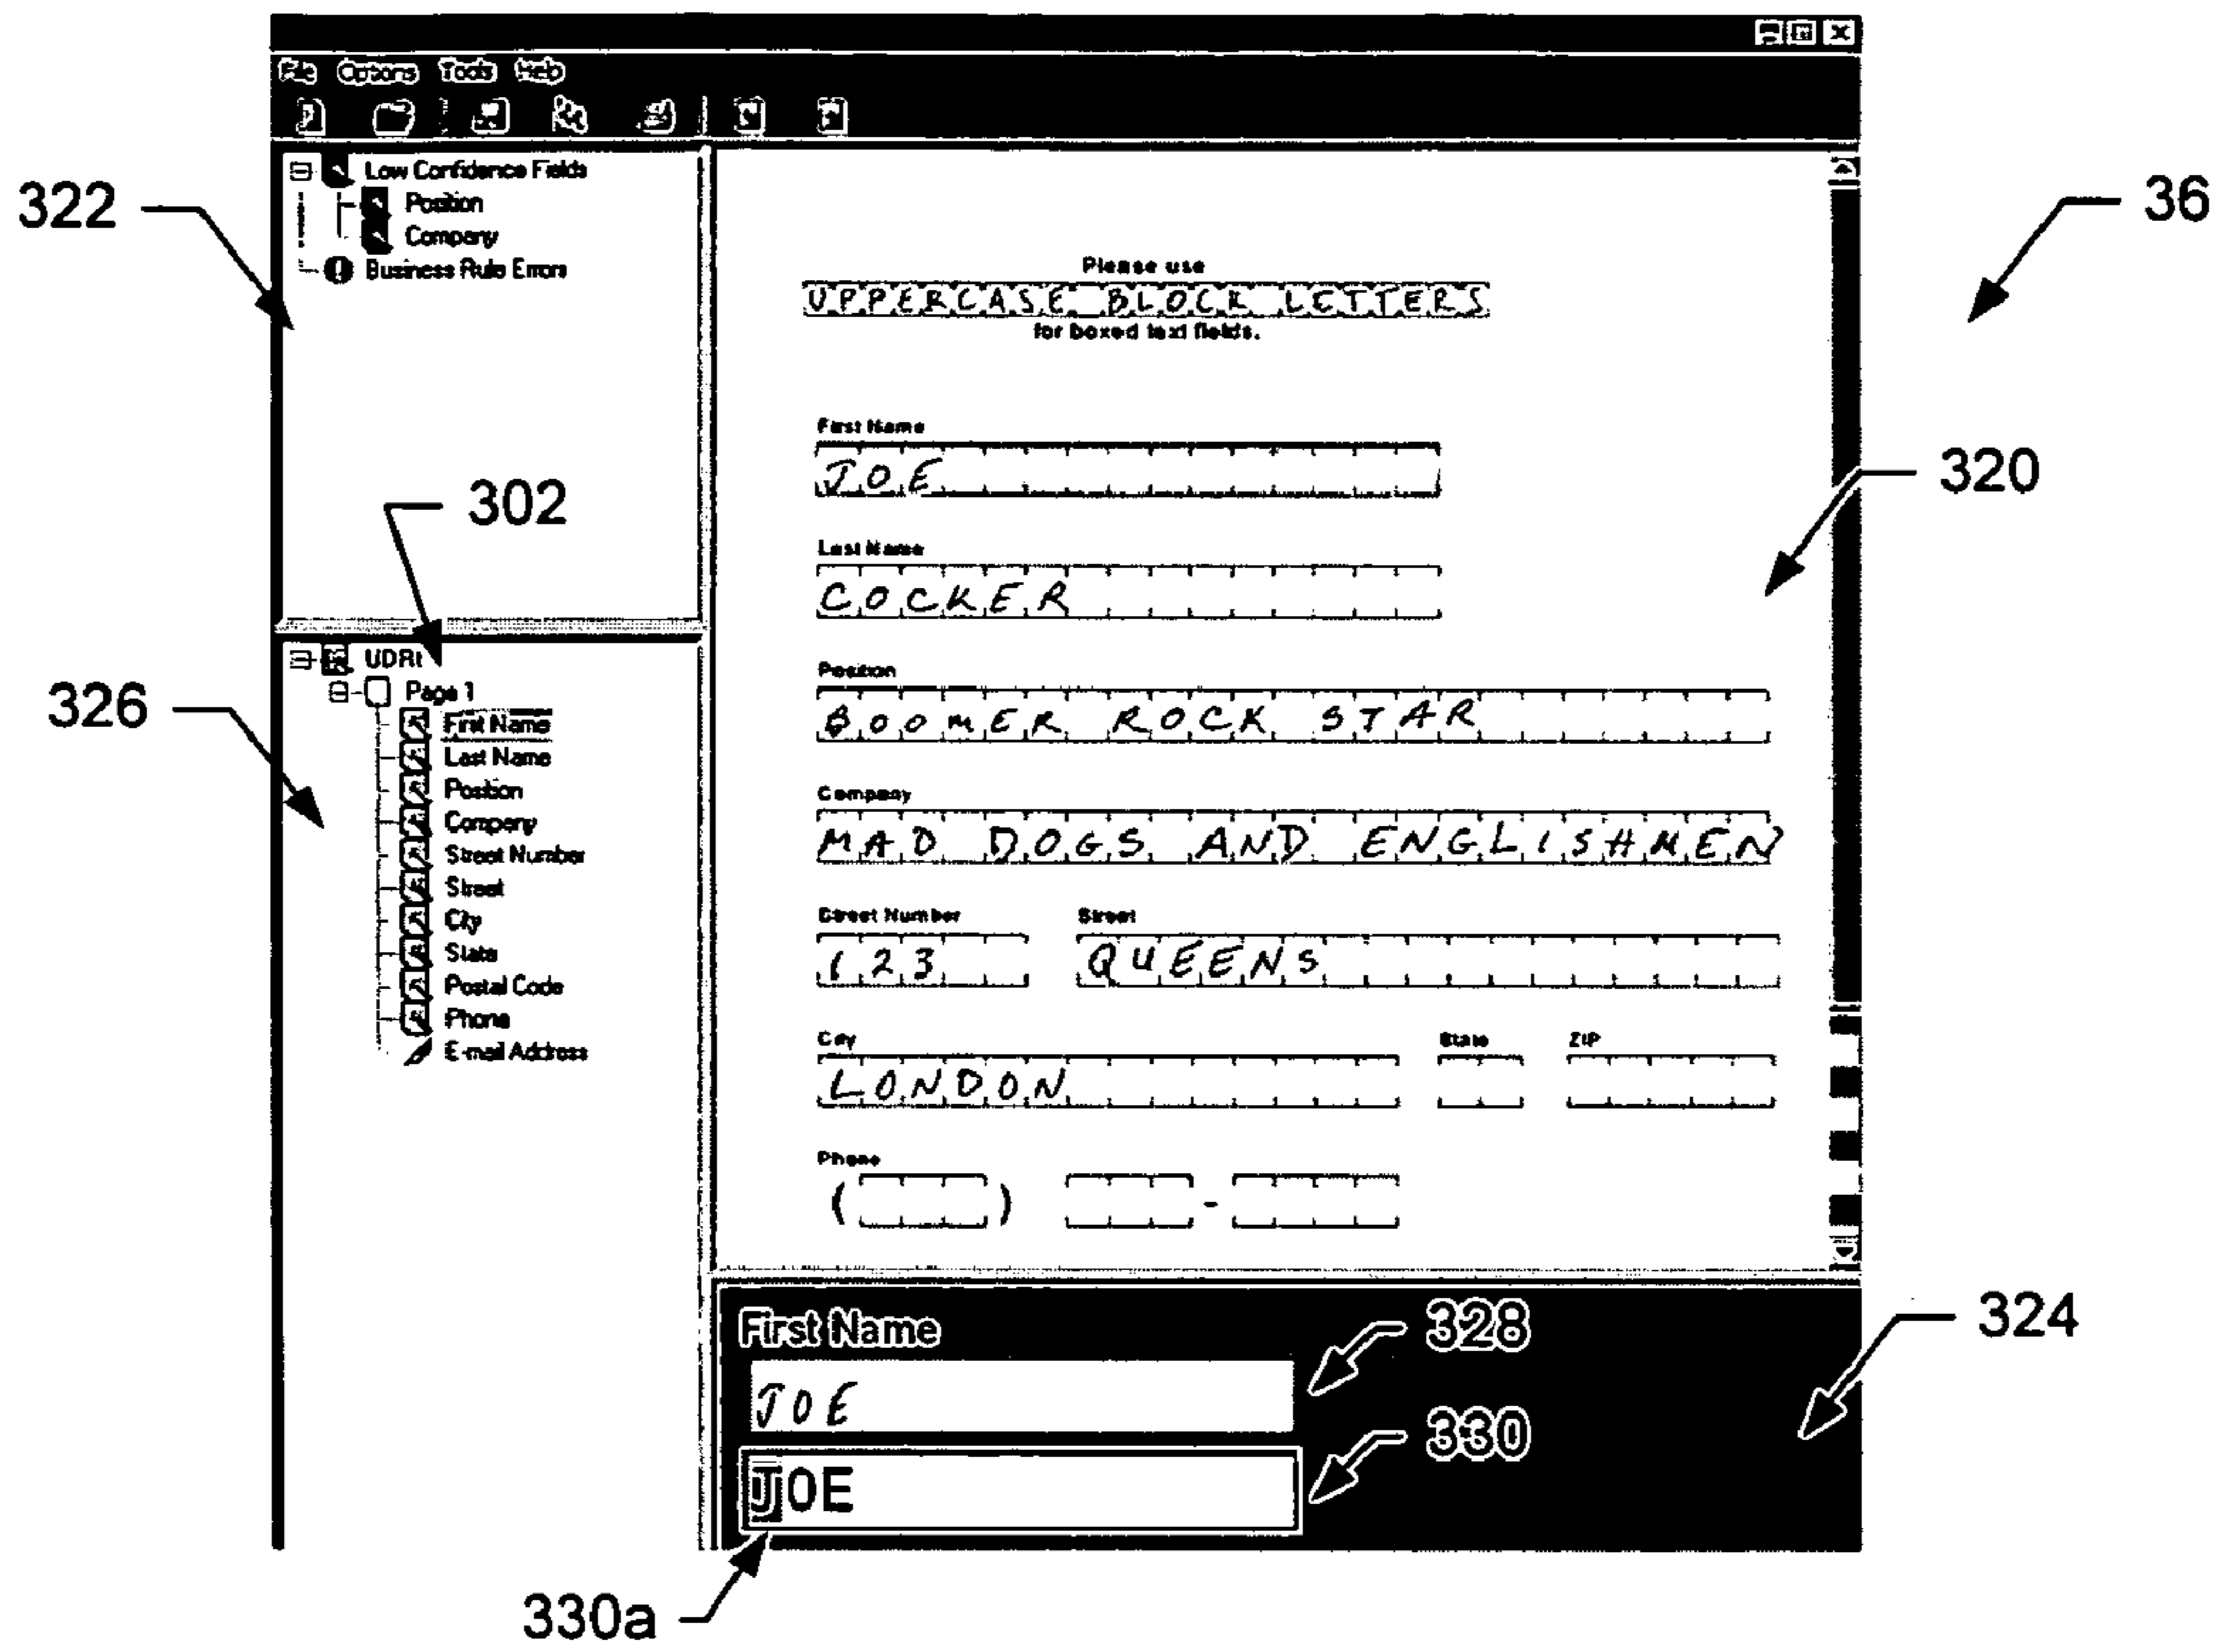 File Options Tools Help
Low Confidence Fields
Position
Company
Business Rule Errors
322
36
Please use
UPPERCASE BLOCK LETTERS
for boxed text fields.
First Name
JOE
320
302
Last Name
COCKER
UDRt
Page 1
First Name
Last Name
Position
Company
Street Number
Street
City
State
Postal Code
Phone
E-mail Address
326
Position
BOOMER ROCK STAR
Company
MAD DOGS AND ENGLISHMEN
Street Number Street
123 QUEENS
City State ZIP
LONDON
Phone
( ) -
First Name
328
JOE
324
330
JOE
330a